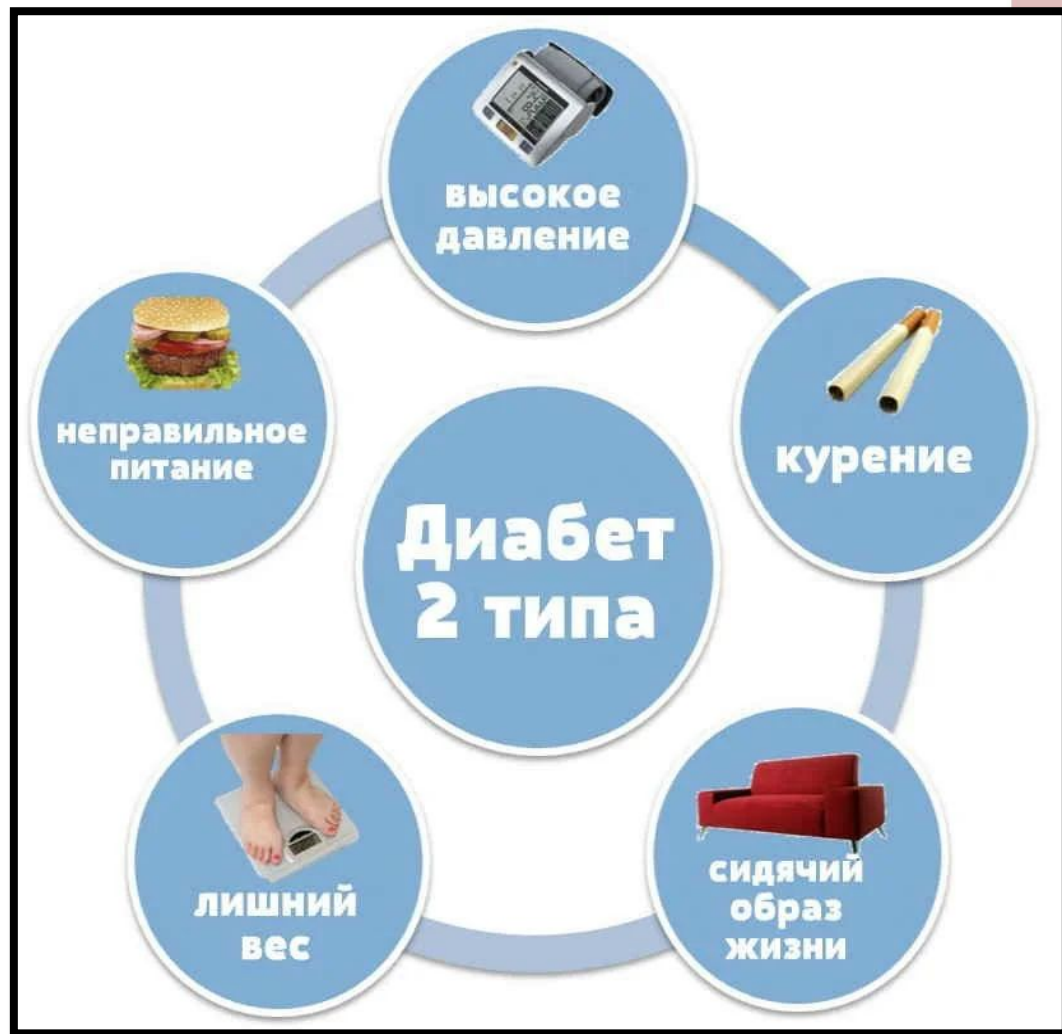 высокое
давление
курение
сидячий
образ
жизни
лишний
вес
неправильное
питание
Диабет
2 типа